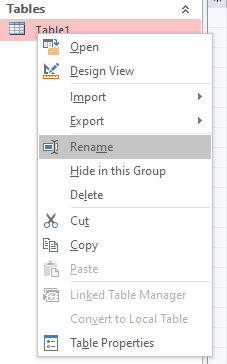 Tables
Table1
Open
Design View
Import
Export
Rename
Hide in this Group
Delete
Cut
Copy
Paste
Linked Table Manager
Convert to Local Table
Table Properties